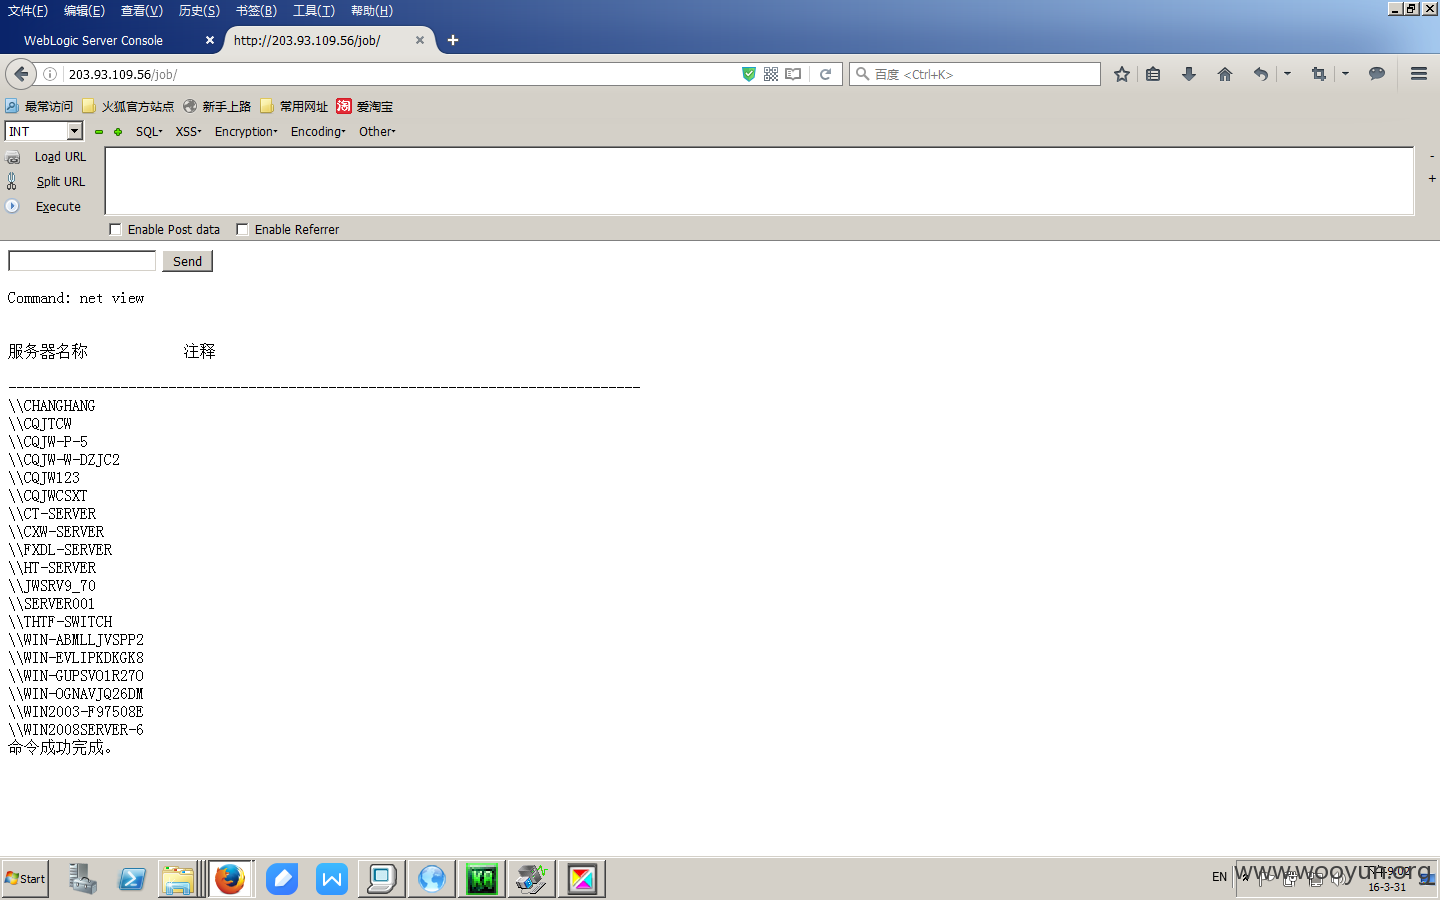 文件(F) 编辑(E) 查看(V) 历史(S) 书签(B) 工具(T) 帮助(H)
WebLogic Server Console
http://203.93.109.56/job/
203.93.109.56/job/
百度 <Ctrl+K>
最常访问 火狐官方站点 新手上路 常用网址 淘 爱淘宝
INT SQL XSS Encryption Encoding Other
Load URL
Split URL
Execute
Enable Post data Enable Referrer
Send
Command: net view
服务器名称 注释
-------------------------------------------------------------------------------
\\CHANGHANG
\\CQJTCW
\\CQJW-P-5
\\CQJW-W-DZJC2
\\CQJW123
\\CQJWCSXT
\\CT-SERVER
\\CXW-SERVER
\\FXDL-SERVER
\\HT-SERVER
\\JWSRV9_70
\\SERVER001
\\THTF-SWITCH
\\WIN-ABMLLJVSPP2
\\WIN-EVLIPKDKGK8
\\WIN-GUPSVO1R27O
\\WIN-OGNAVJQ26DM
\\WIN2003-F97508E
\\WIN2008SERVER-6
命令成功完成。
Start
EN
www.wooyun.org
16-3-31